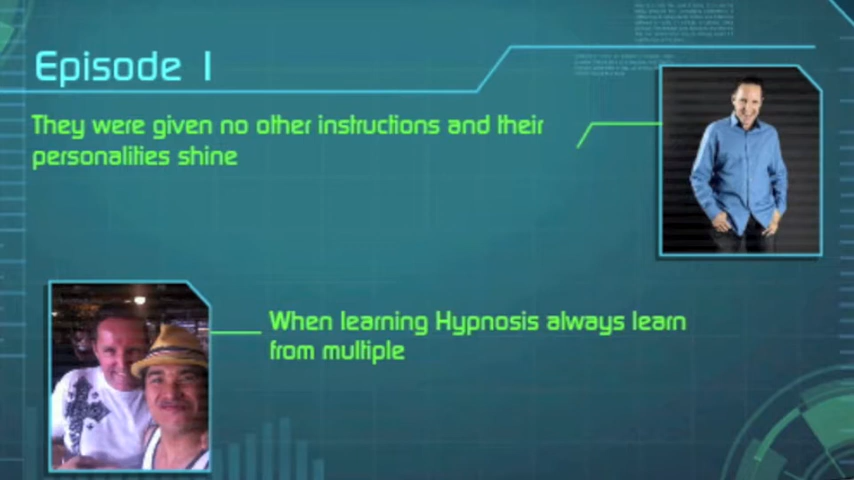 Episode 1
They were given no other instructions and their
personalities shine
When learning Hypnosis always learn
from multiple